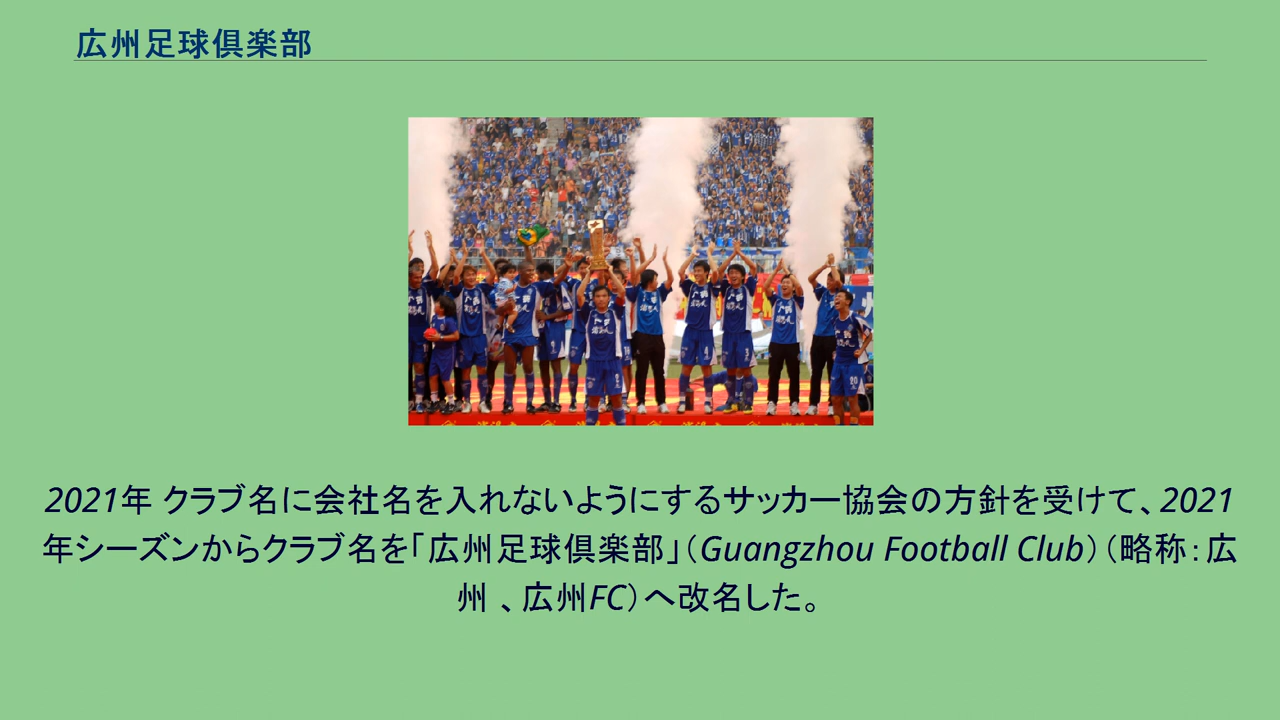 広州足球倶楽部
2021年 クラブ名に会社名を入れないようにするサッカー協会の方針を受けて、2021
年シーズンからクラブ名を「広州足球倶楽部」（Guangzhou Football Club）（略称：広
州 、広州FC）へ改名した。